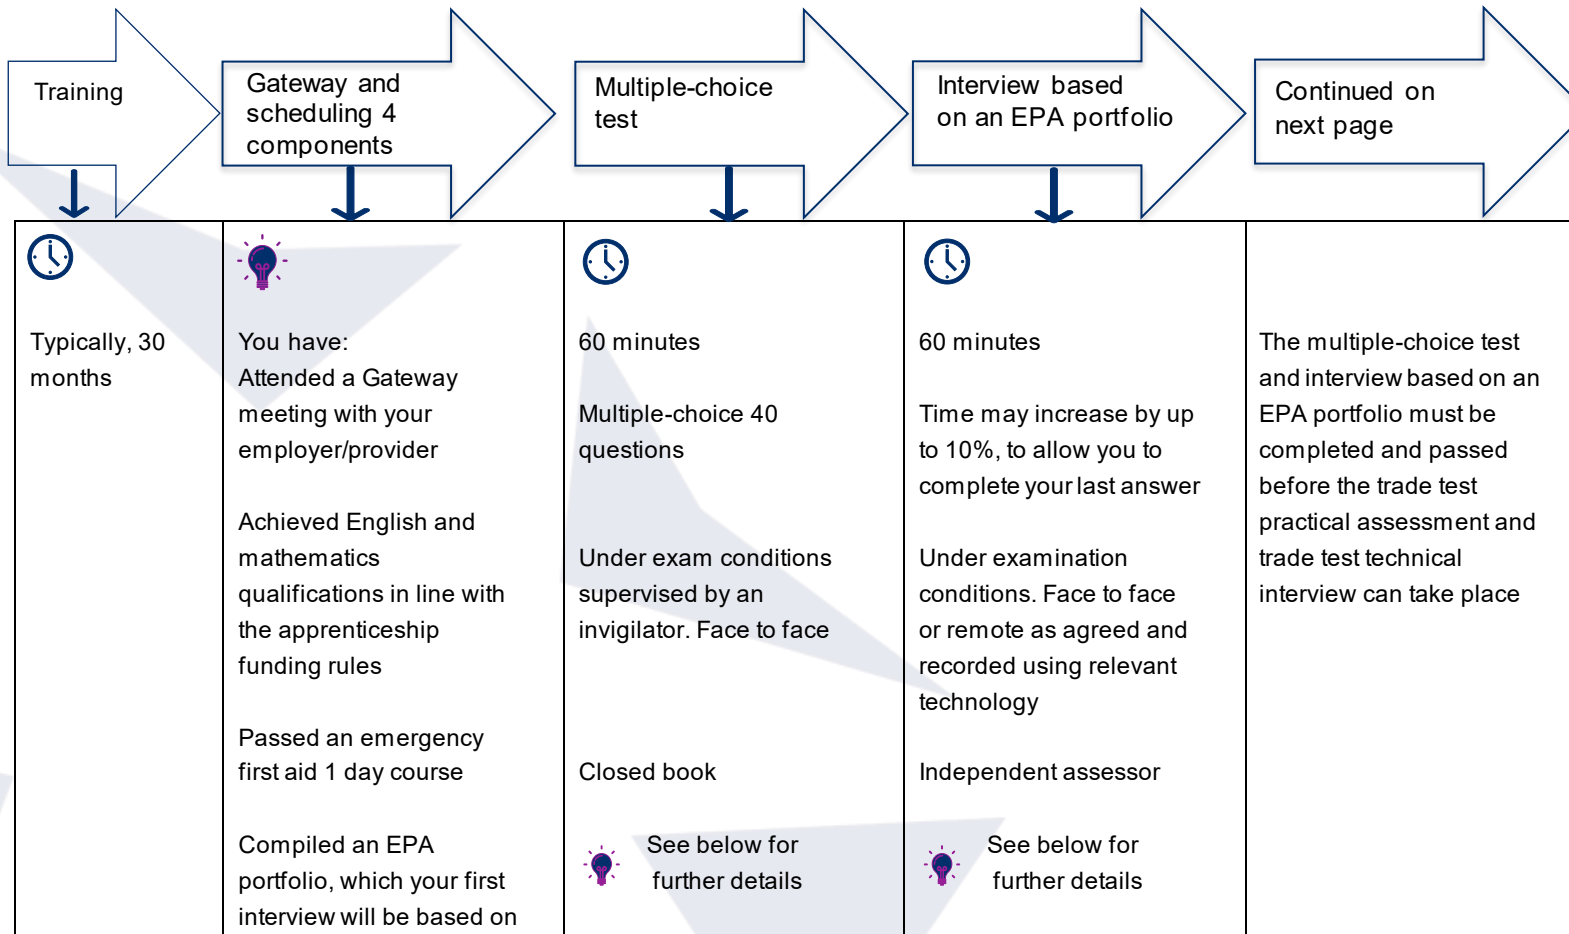 Training
Gateway and
scheduling 4
components
Multiple-choice
test
Interview based
on an EPA portfolio
Continued on
next page
Typically, 30
months
You have:
Attended a Gateway
meeting with your
employer/provider
Achieved English and
mathematics
qualifications in line with
the apprenticeship
funding rules
Passed an emergency
first aid 1 day course
Compiled an EPA
portfolio, which your first
interview will be based on
60 minutes
Multiple-choice 40
questions
Under exam conditions
supervised by an
invigilator. Face to face
Closed book
See below for
further details
60 minutes
Time may increase by up
to 10%, to allow you to
complete your last answer
Under examination
conditions. Face to face
or remote as agreed and
recorded using relevant
technology
Independent assessor
See below for
further details
The multiple-choice test
and interview based on an
EPA portfolio must be
completed and passed
before the trade test
practical assessment and
trade test technical
interview can take place